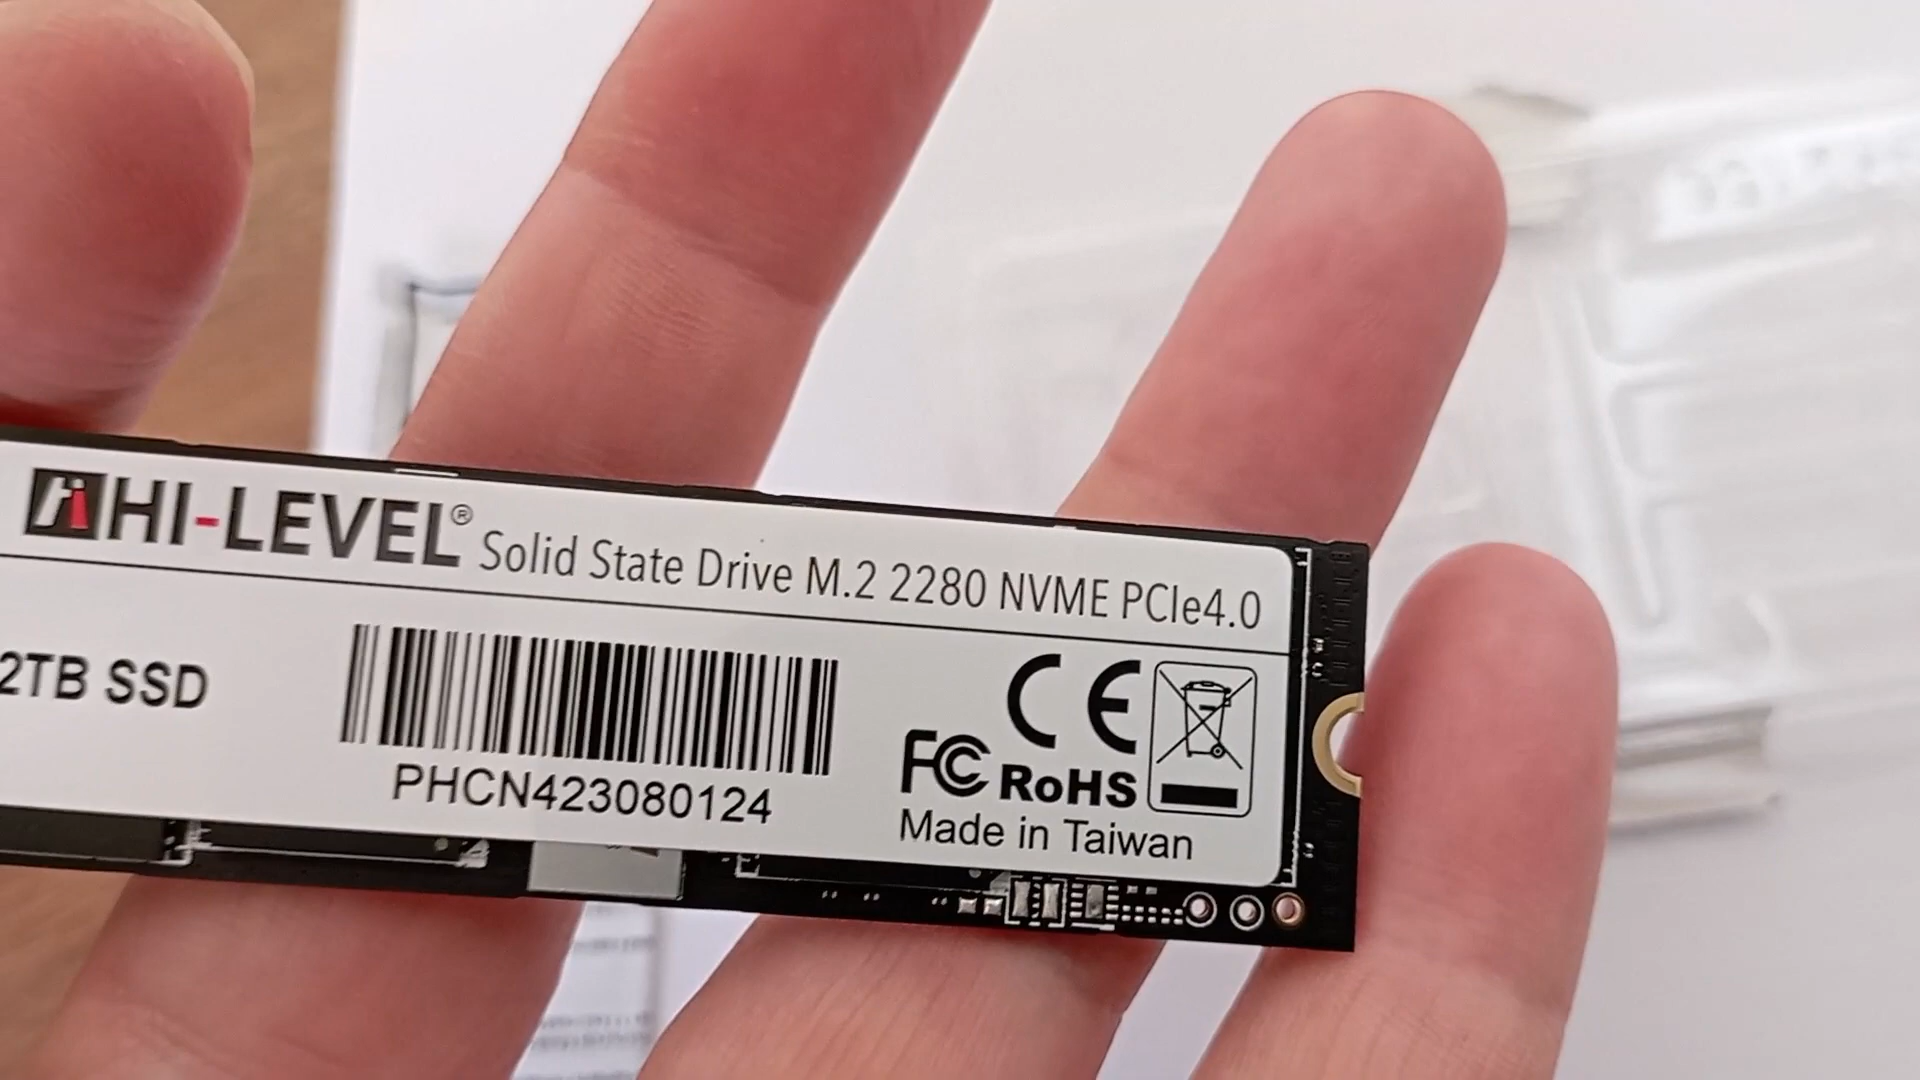 HI-LEVEL® Solid State Drive M.2 2280 NVME PCIe4.0
2TB SSD
PHCN423080124
CE
FC RoHS
Made in Taiwan